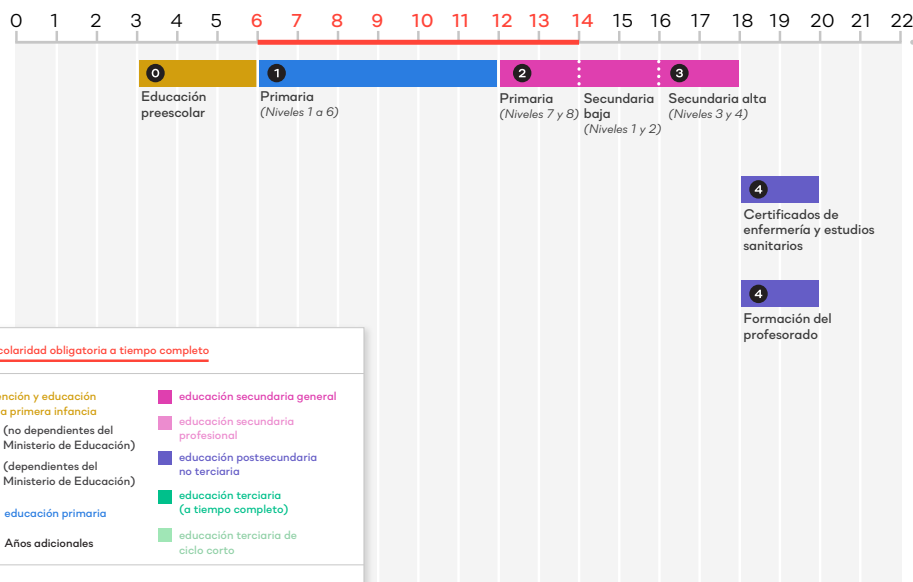 0 1 2 3 4 5 6 7 8 9 10 11 12 13 14 15 16 17 18 19 20 21 22
0 1 2 3
Educación
preescolar
Primaria
(Niveles 1 a 6)
Primaria
(Niveles 7 y 8)
Secundaria
baja
(Niveles 1 y 2)
Secundaria alta
(Niveles 3 y 4)
4
Certificados de
enfermería y estudios
sanitarios
4
Formación del
profesorado
colaridad obligatoria a tiempo completo
nción y educación
a primera infancia
(no dependientes del
Ministerio de Educación)
(dependientes del
Ministerio de Educación)
educación primaria
Años adicionales
educación secundaria general
educación secundaria
profesional
educación postsecundaria
no terciaria
educación terciaria
(a tiempo completo)
educación terciaria de
ciclo corto